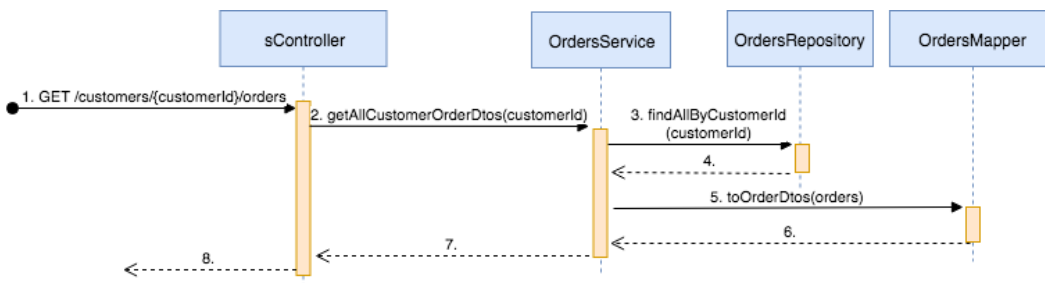 sController
OrdersService
OrdersRepository
OrdersMapper
1. GET /customers/{customerId}/orders
2. getAllCustomerOrderDtos(customerId)
3. findAllByCustomerId
(customerId)
4.
5. toOrderDtos(orders)
6.
7.
8.